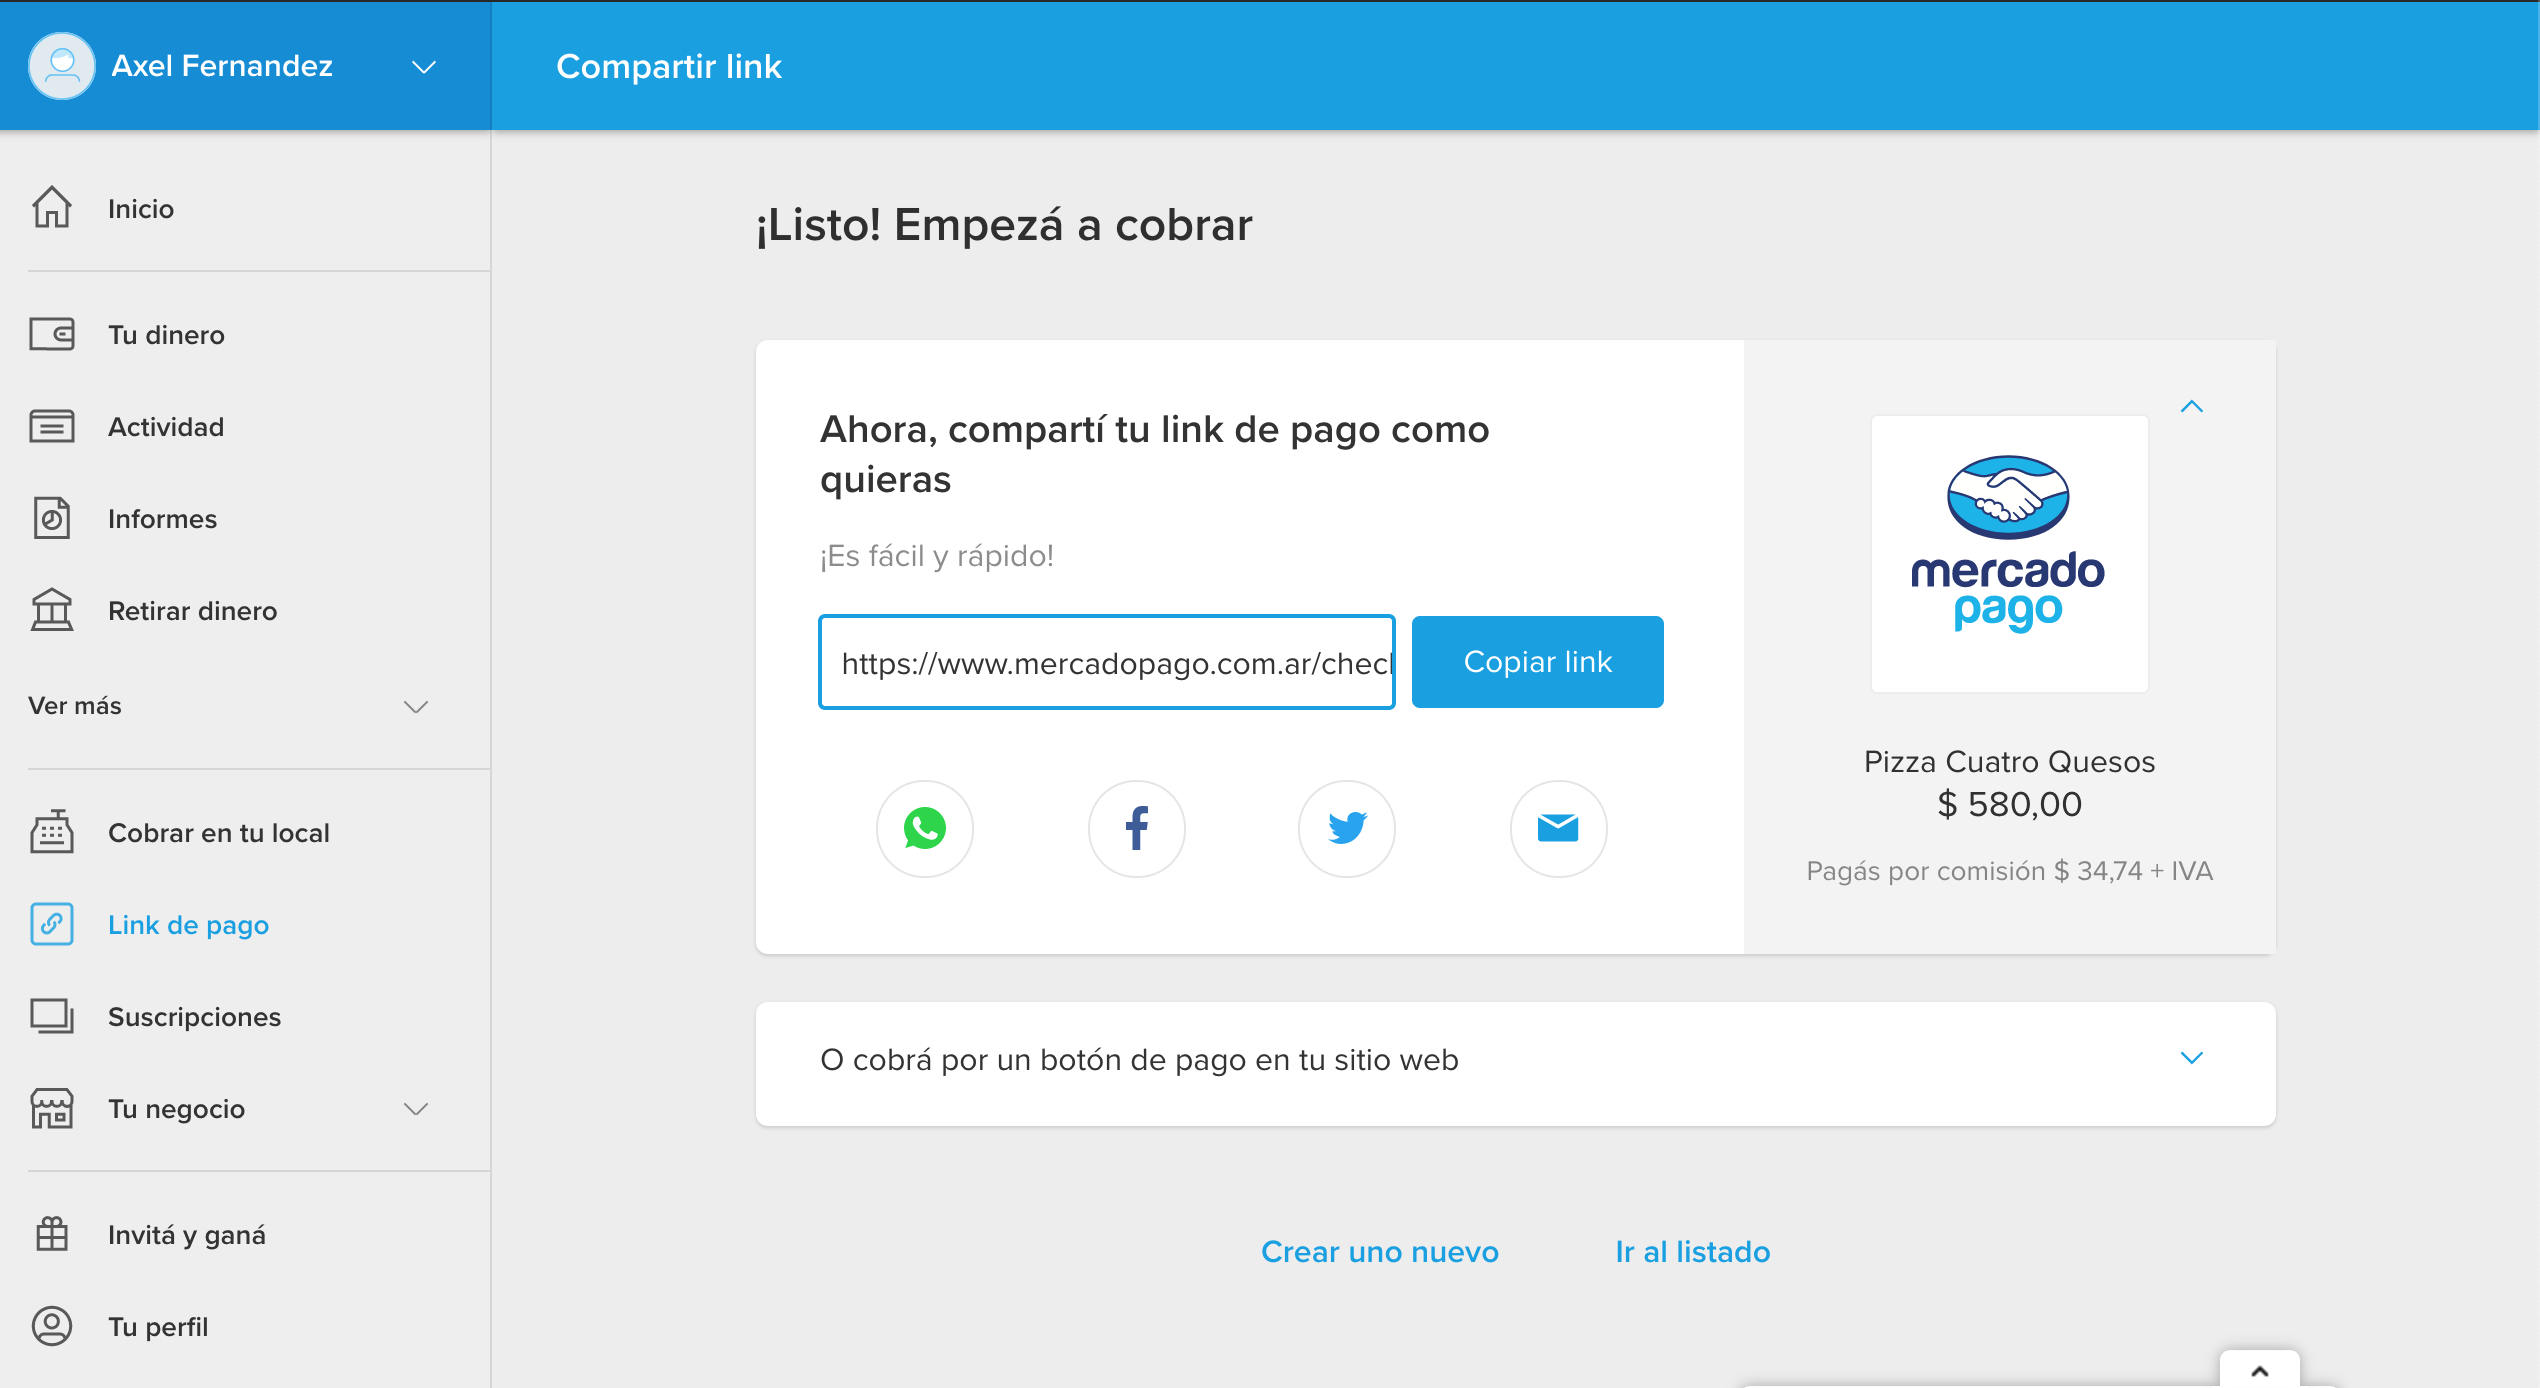 Axel Fernandez
Compartir link
Inicio
Tu dinero
Actividad
Informes
Retirar dinero
Ver más
Cobrar en tu local
Link de pago
Suscripciones
Tu negocio
Invitá y ganá
Tu perfil
¡Listo! Empezá a cobrar
Ahora, compartí tu link de pago como
quieras
¡Es fácil y rápido!
https://www.mercadopago.com.ar/chec
Copiar link
mercado
pago
Pizza Cuatro Quesos
$ 580,00
Pagás por comisión $ 34,74 + IVA
O cobrá por un botón de pago en tu sitio web
Crear uno nuevo
Ir al listado